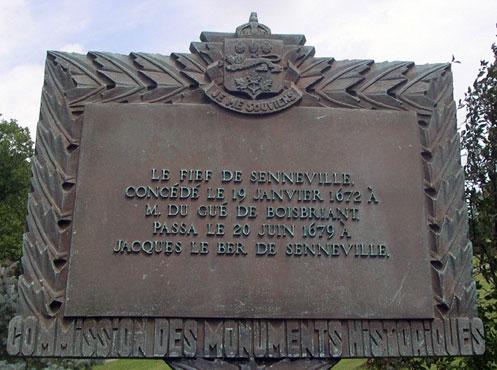 JE ME SOUVIENS
LE FIEF DE SENNEVILLE,
CONCÉDÉ LE 19 JANVIER 1672 À
M. DU GUÉ DE BOISBRIANT,
PASSA LE 20 JUIN 1679 À
JACQUES LE BER DE SENNEVILLE.
COMMISSION DES MONUMENTS HISTORIQUES